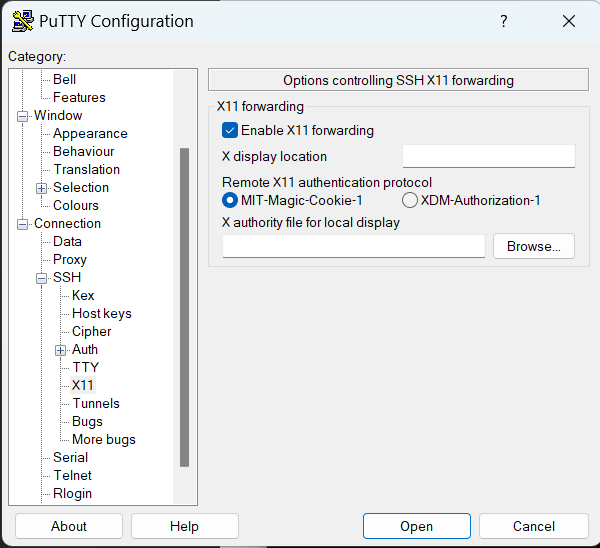 PuTTY Configuration
Category:
Bell
Features
Window
Appearance
Behaviour
Translation
Selection
Colours
Connection
Data
Proxy
SSH
Kex
Host keys
Cipher
Auth
TTY
X11
Tunnels
Bugs
More bugs
Serial
Telnet
Rlogin
Options controlling SSH X11 forwarding
X11 forwarding
Enable X11 forwarding
X display location
Remote X11 authentication protocol
MIT-Magic-Cookie-1 XDM-Authorization-1
X authority file for local display
Browse...
About Help Open Cancel